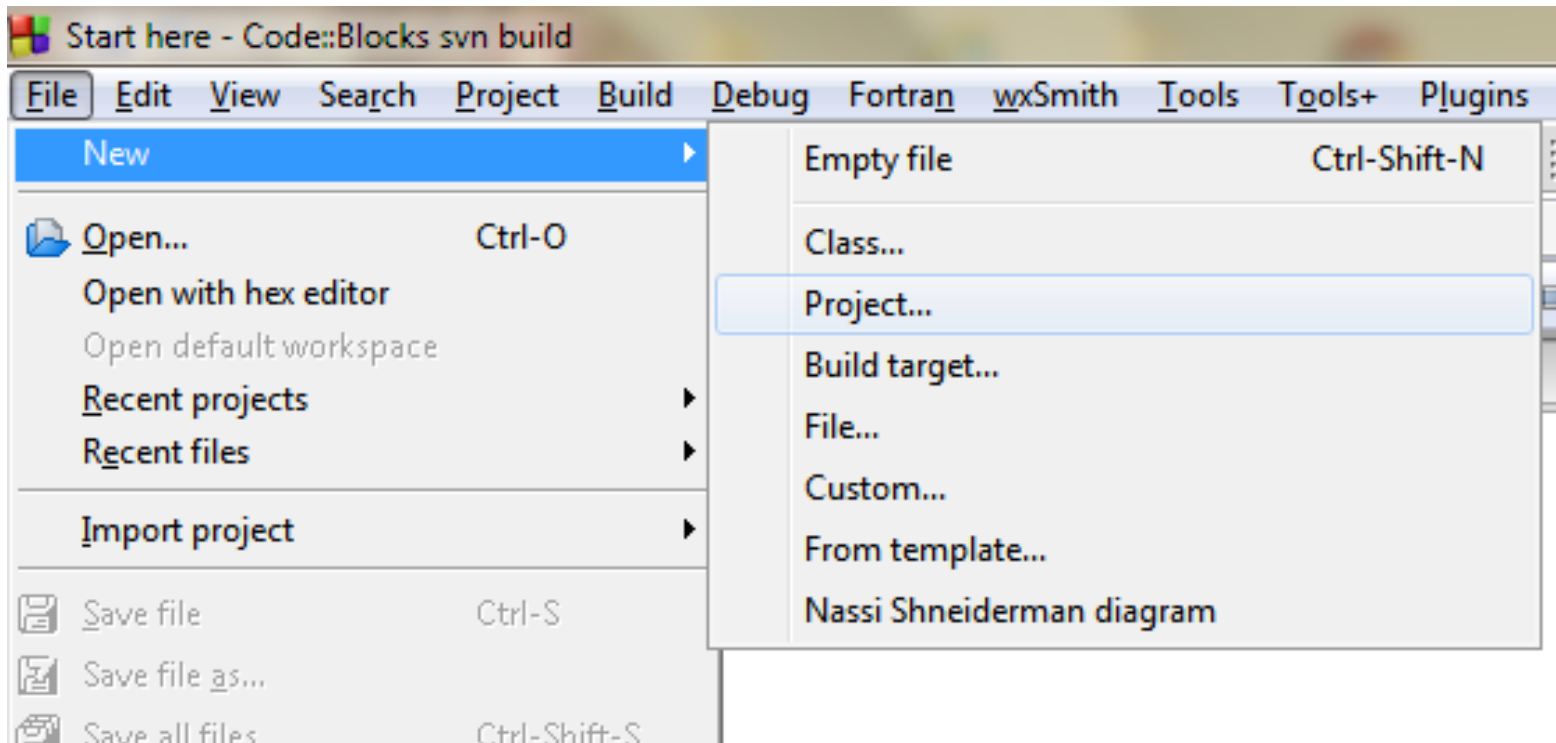 Start here - Code::Blocks svn build
File Edit View Search Project Build Debug Fortran wxSmith Tools Tools+ Plugins
New
Open... Ctrl-O
Open with hex editor
Open default workspace
Recent projects
Recent files
Import project
Save file Ctrl-S
Save file as...
Save all files Ctrl-Shift-S
Empty file Ctrl-Shift-N
Class...
Project...
Build target...
File...
Custom...
From template...
Nassi Shneiderman diagram